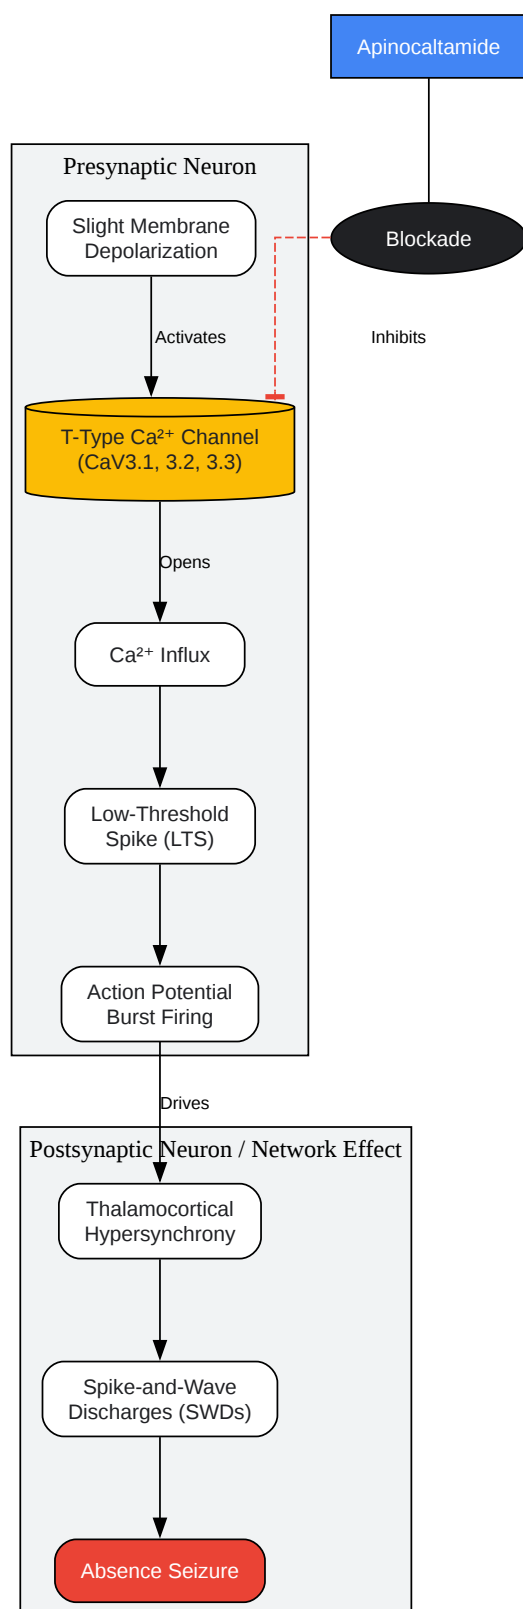 Apinocaltamide
Presynaptic Neuron
Slight Membrane
Depolarization
Blockade
Activates
Inhibits
T-Type Ca²⁺ Channel
(CaV3.1, 3.2, 3.3)
Opens
Ca²⁺ Influx
Low-Threshold
Spike (LTS)
Action Potential
Burst Firing
Drives
Postsynaptic Neuron / Network Effect
Thalamocortical
Hypersynchrony
Spike-and-Wave
Discharges (SWDs)
Absence Seizure